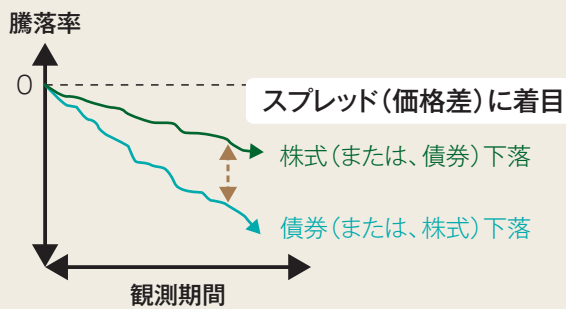 騰落率
0
スプレッド(価格差)に着目
株式(または、債券)下落
債券(または、株式)下落
観測期間